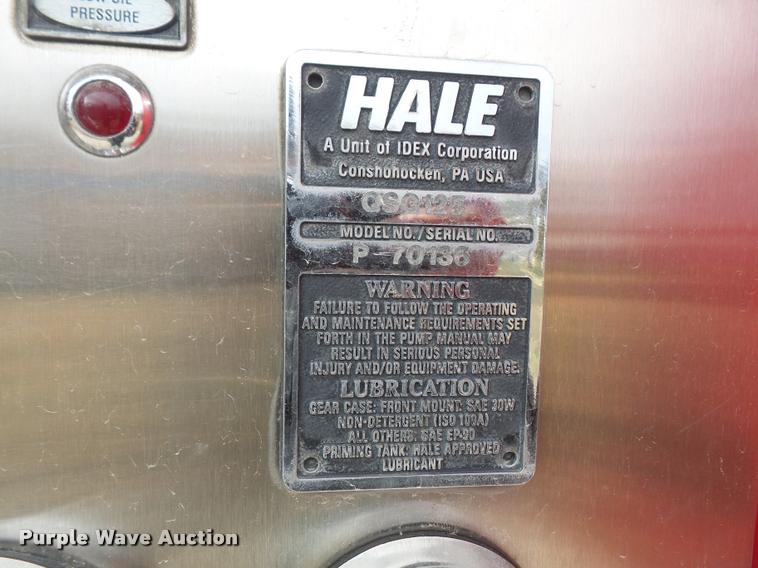 PRESSURE
HALE
A Unit of IDEX Corporation
Conshohocken, PA USA
MODEL NO./SERIAL NO.
P-70136
WARNING
FAILURE TO FOLLOW THE OPERATING
AND MAINTENANCE REQUIREMENTS SET
FORTH IN THE PUMP MANUAL MAY
RESULT IN SERIOUS PERSONAL
INJURY AND/OR EQUIPMENT DAMAGE.
LUBRICATION
GEAR CASE: FRONT MOUNT: SAE 30W
NON-DETERGENT (ISO 100A)
ALL OTHERS: SAE EP-90
PRIMING TANK: HALE APPROVED
LUBRICANT
Purple Wave Auction